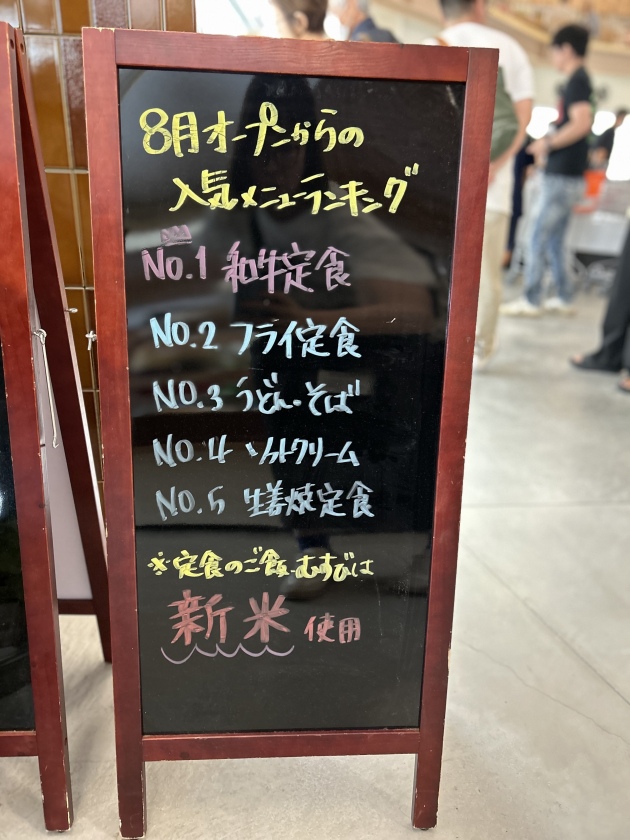 8月オープンからの
人気メニューランキング
No.1 和牛定食
NO.2 フライ定食
NO.3 うどん・そば
NO.4 ソフトクリーム
NO.5 生姜焼定食
※定食のご飯・むすびは
新米使用